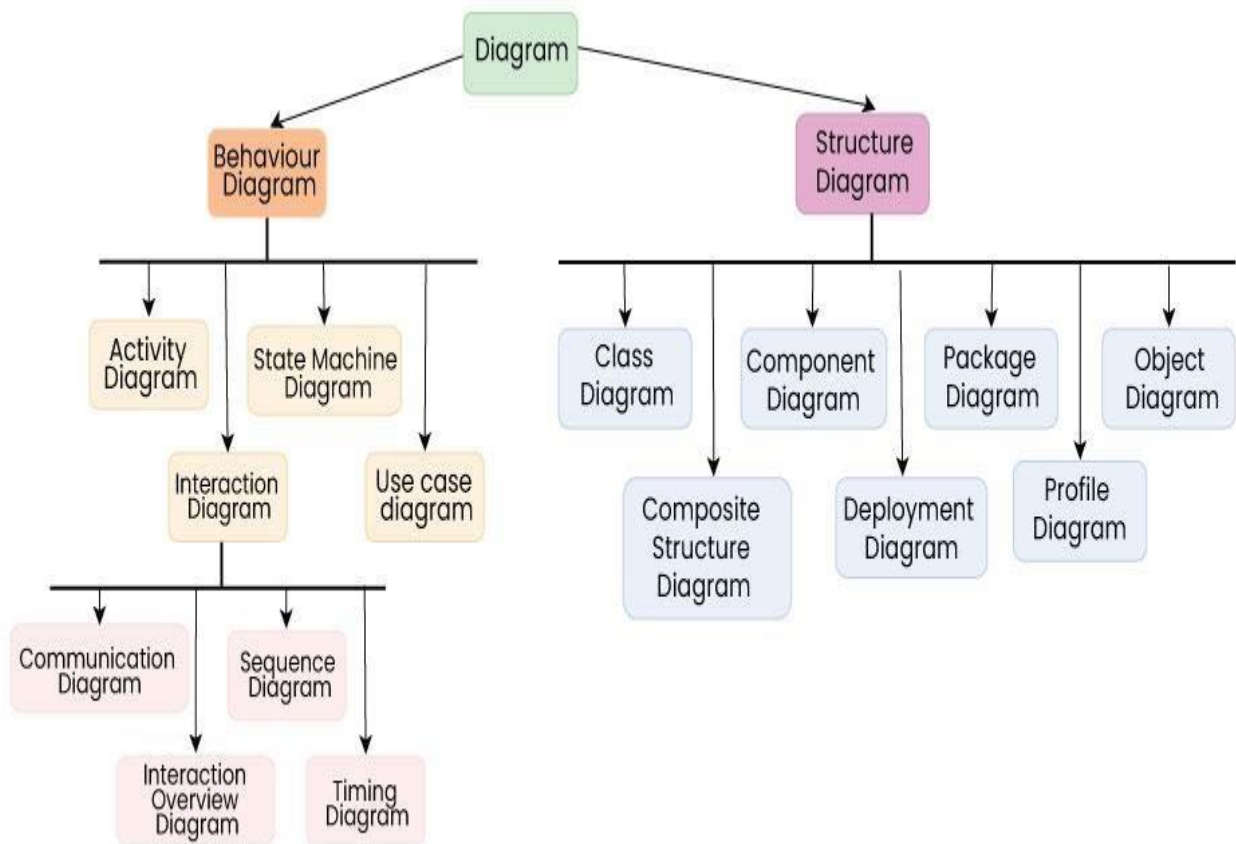 Diagram
Behaviour
Diagram
Structure
Diagram
Activity
Diagram
State Machine
Diagram
Interaction
Diagram
Use case
diagram
Communication
Diagram
Sequence
Diagram
Interaction
Overview
Diagram
Timing
Diagram
Class
Diagram
Component
Diagram
Package
Diagram
Object
Diagram
Composite
Structure
Diagram
Deployment
Diagram
Profile
Diagram